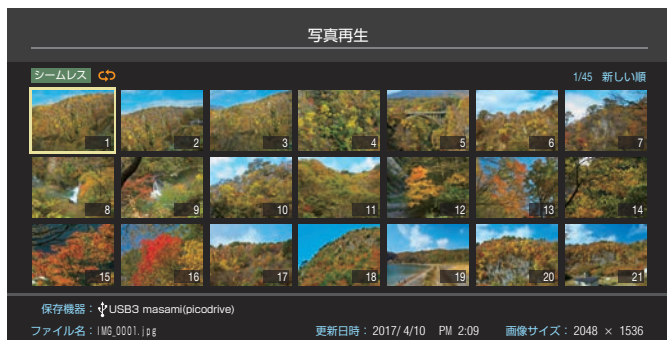 写真再生
シームレス 1/45 新しい順
1 2 3 4 5 6 7
8 9 10 11 12 13 14
15 16 17 18 19 20 21
保存機器：USB3 masami(picodrive)
ファイル名：IMG_0001.jpg 更新日時：2017/ 4/10 PM 2:09 画像サイズ：2048 × 1536